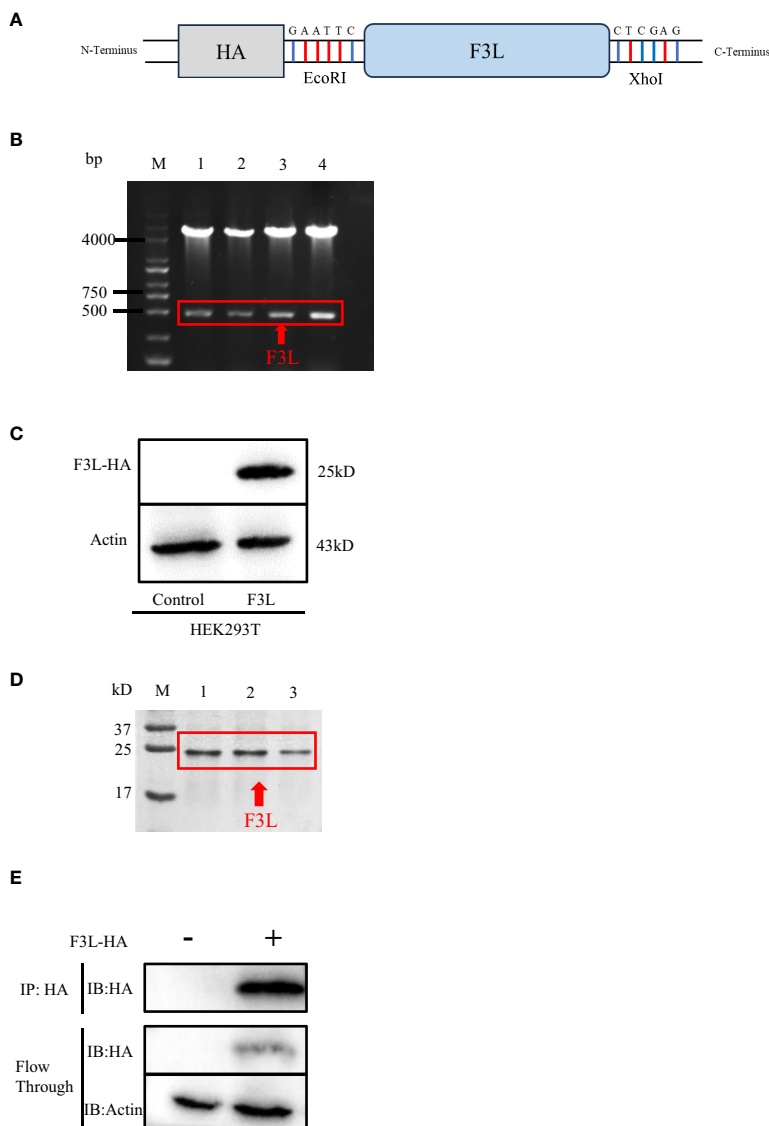 A
G A A T T C
C T C G A G
N-Terminus
HA
F3L
C-Terminus
EcoRI
XhoI
B
bp
M
1
2
3
4
4000
750
500
F3L
C
F3L-HA
25kD
Actin
43kD
Control
F3L
HEK293T
D
kD
M
1
2
3
37
25
17
F3L
E
F3L-HA
-
+
IP: HA
IB:HA
Flow
Through
IB:HA
IB:Actin